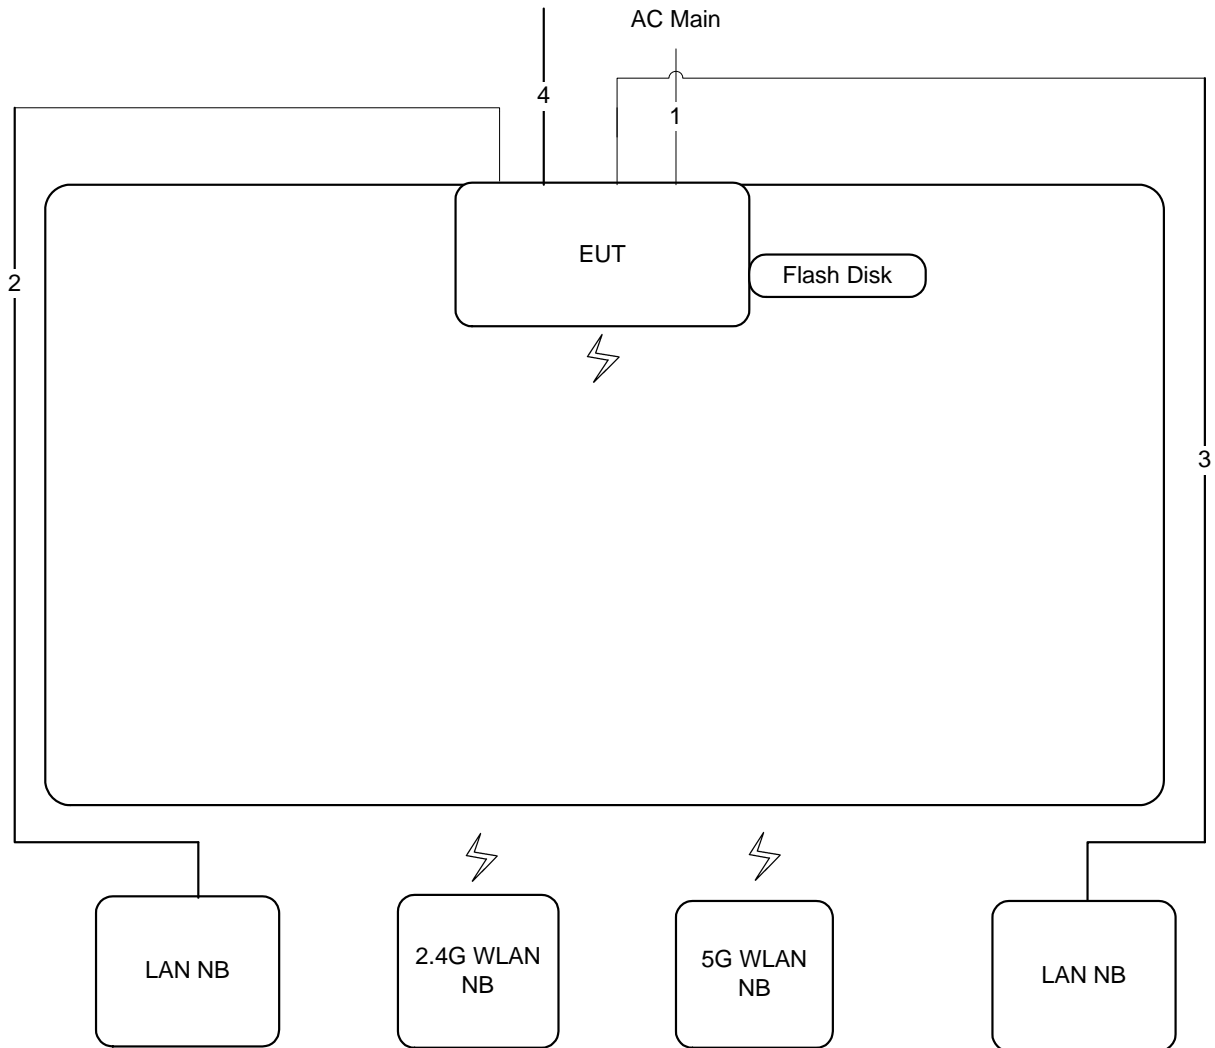 AC Main
4
1
EUT
Flash Disk
2
3
LAN NB
2.4G WLAN
NB
5G WLAN
NB
LAN NB